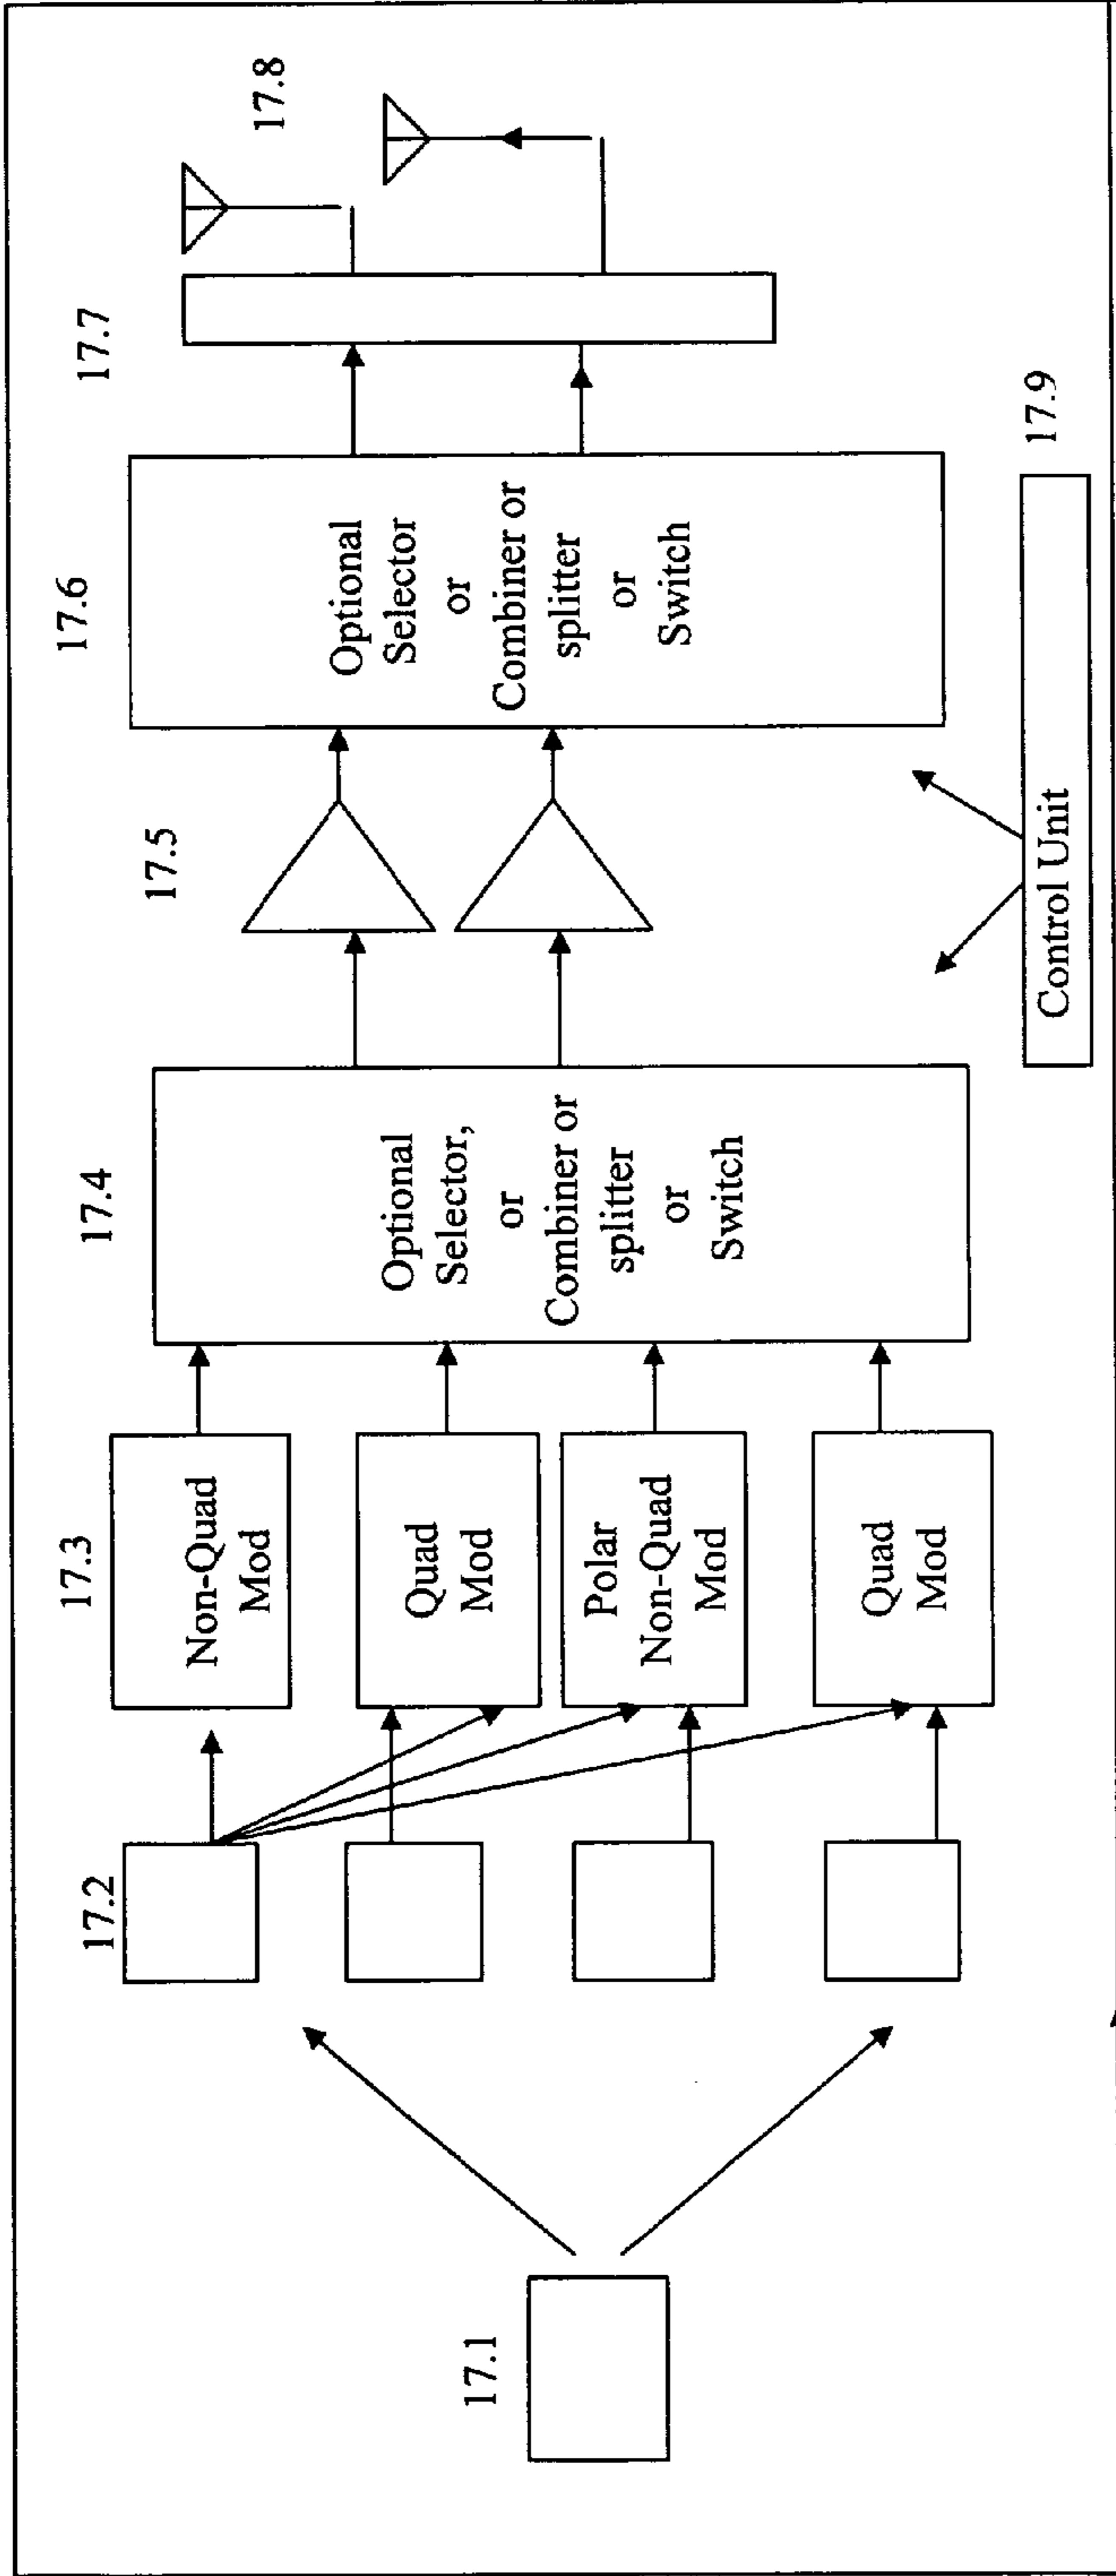 17.1
17.2
17.3
Non-Quad
Mod
Quad
Mod
Polar
Non-Quad
Mod
Quad
Mod
17.4
Optional
Selector,
or
Combiner or
splitter
or
Switch
17.5
17.6
Optional
Selector
or
Combiner or
splitter
or
Switch
17.7
17.8
Control Unit
17.9